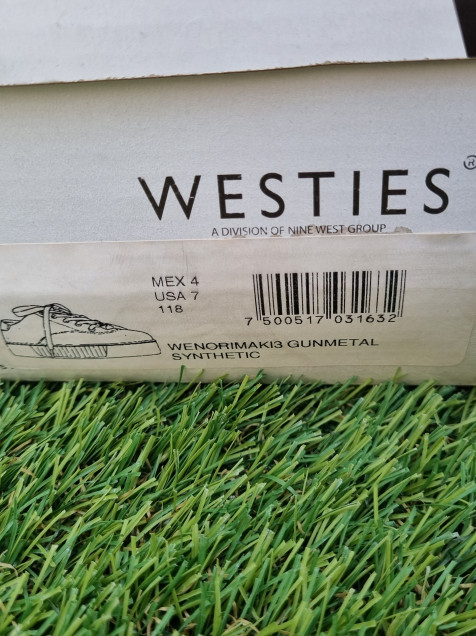 WESTIES®
A DIVISION OF NINE WEST GROUP
MEX 4
USA 7
118
7 500517 031632
WENORIMAKI3 GUNMETAL
SYNTHETIC